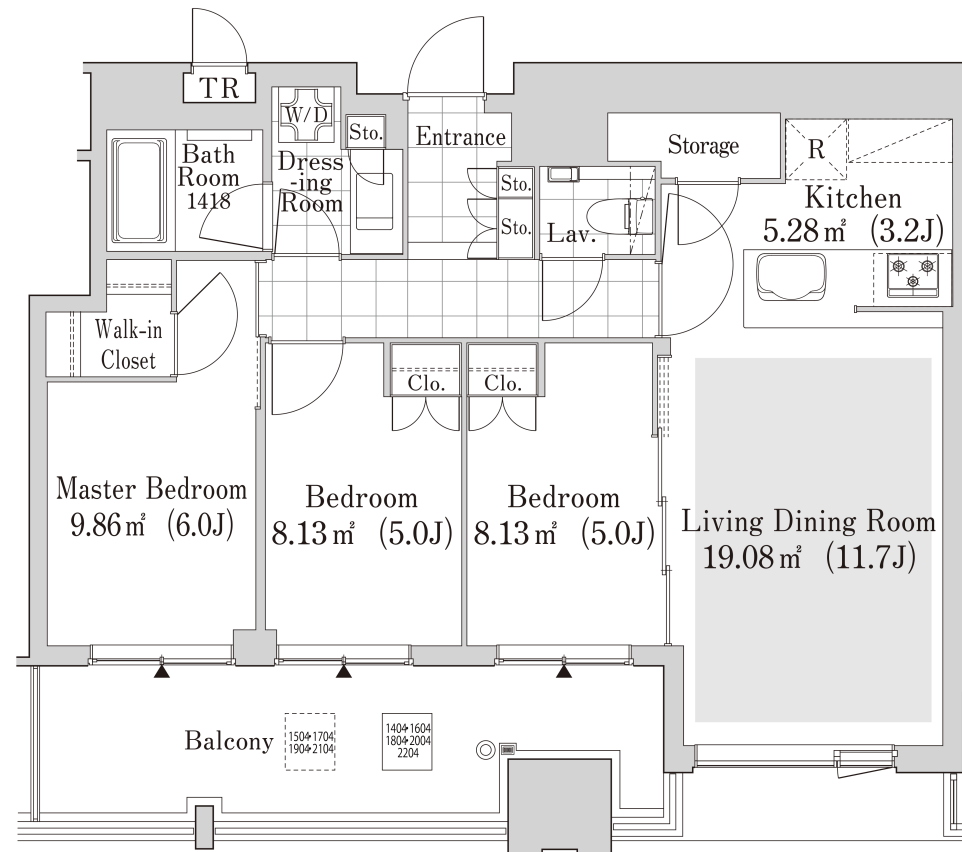 TR
W/D
Sto.
Entrance
Bath
Room
1418
Dress
-ing
Room
Storage
R
Sto.
Sto.
Lav.
Kitchen
5.28㎡ (3.2J)
Walk-in
Closet
Clo.
Clo.
Master Bedroom
9.86㎡ (6.0J)
Bedroom
8.13㎡ (5.0J)
Bedroom
8.13㎡ (5.0J)
Living Dining Room
19.08㎡ (11.7J)
Balcony
1504・1704
1904・2104
1404・1604
1804・2004
2204